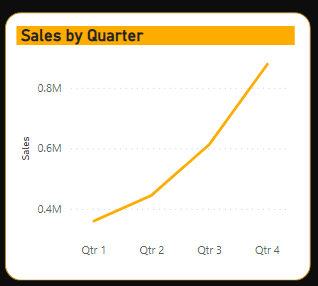 Sales by Quarter
0.8M
0.6M
0.4M
Sales
Qtr 1 Qtr 2 Qtr 3 Qtr 4